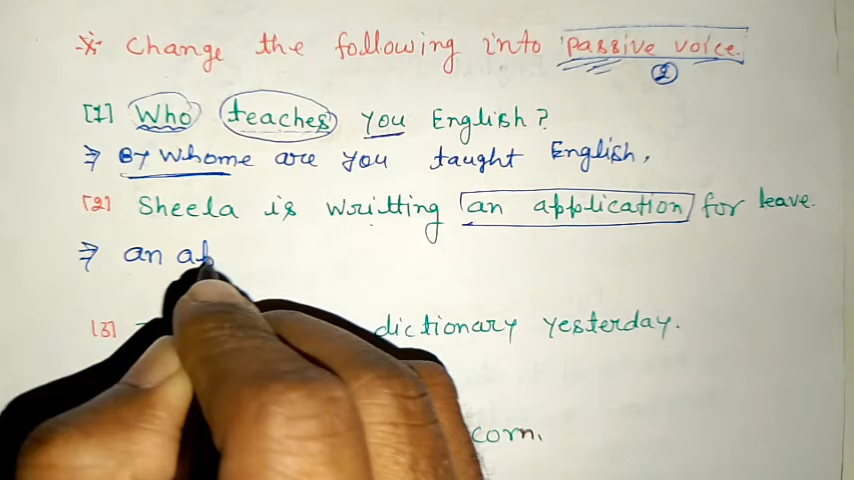 * Change the following into passive voice.
(2)
[1] Who teaches you English?
⇒ By whome are you taught English,
[2] Sheela is writting an application for leave.
⇒ an ap
[3] dictionary yesterday.
corn.